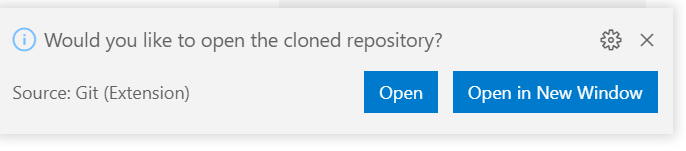 Would you like to open the cloned repository?
Source: Git (Extension)
Open
Open in New Window